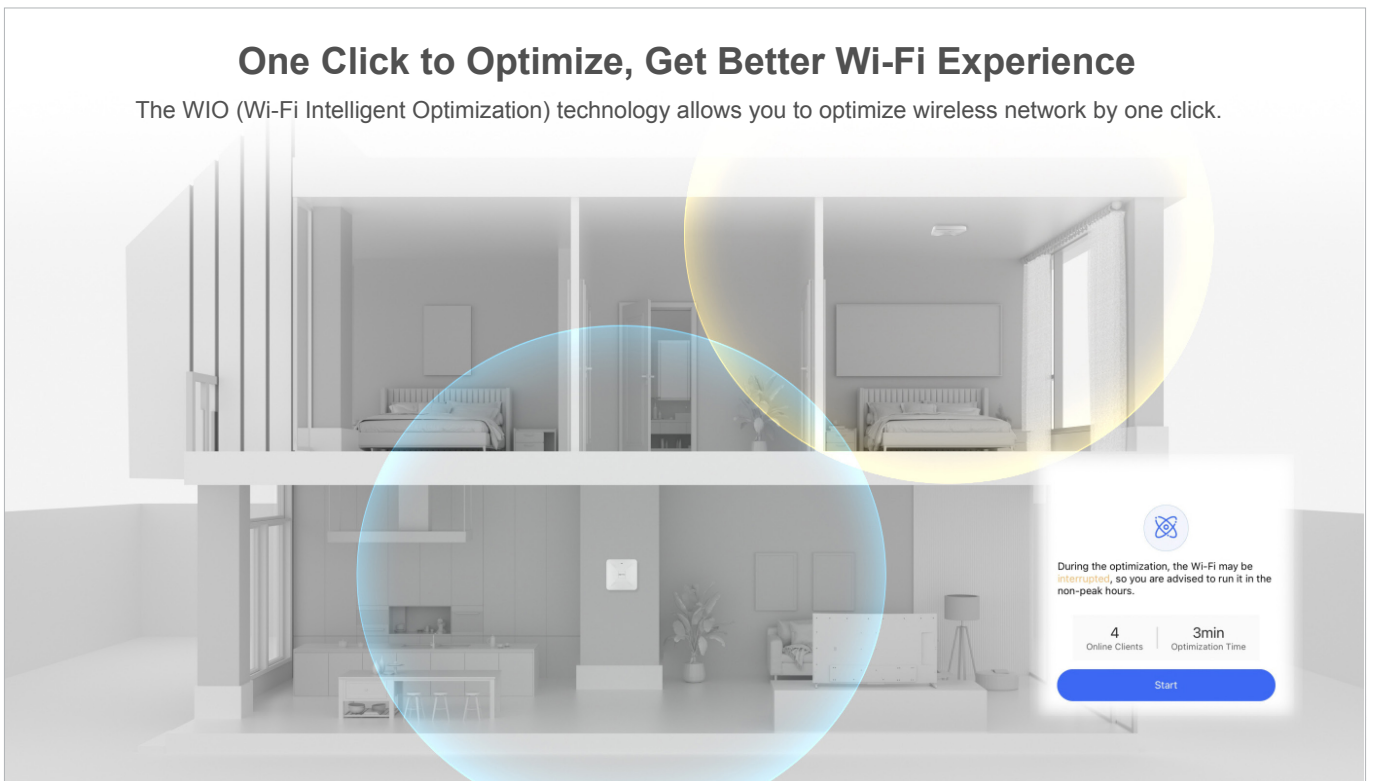 One Click to Optimize, Get Better Wi-Fi Experience
The WIO (Wi-Fi Intelligent Optimization) technology allows you to optimize wireless network by one click.
During the optimization, the Wi-Fi may be
interrupted, so you are advised to run it in the
non-peak hours.
4 3min
Online Clients Optimization Time
Start